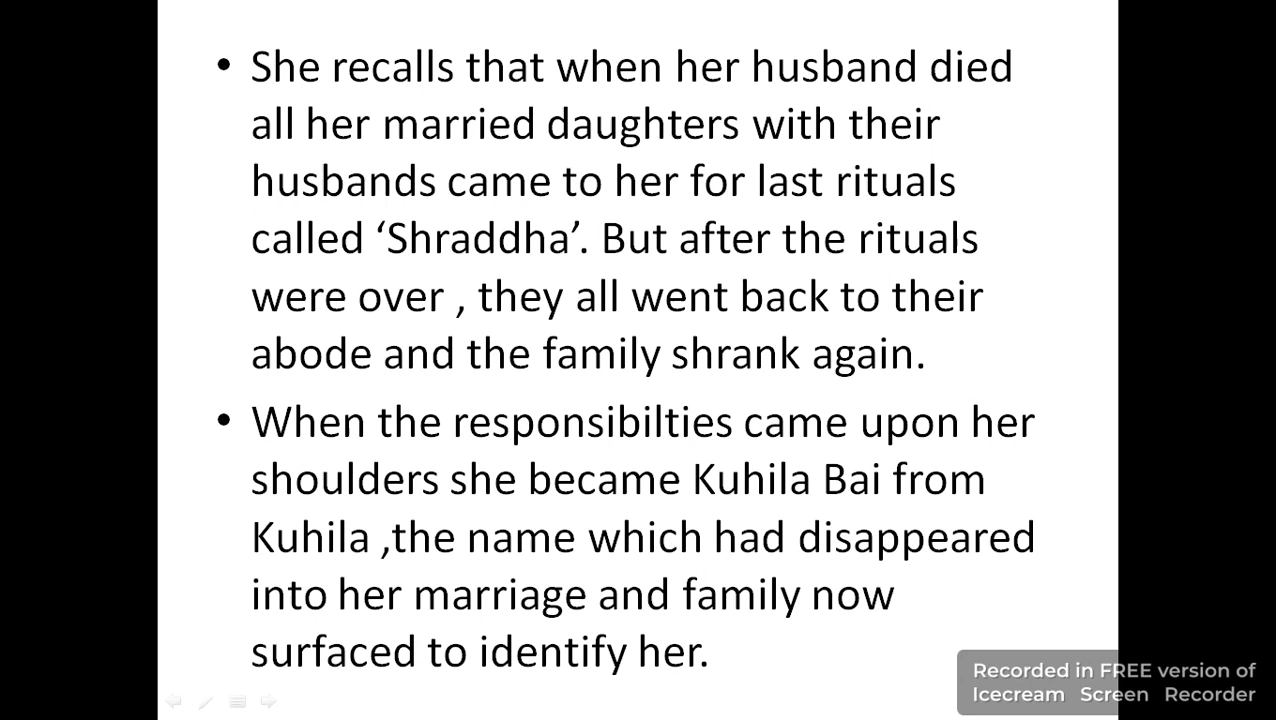 • She recalls that when her husband died
all her married daughters with their
husbands came to her for last rituals
called ‘Shraddha’. But after the rituals
were over , they all went back to their
abode and the family shrank again.
• When the responsibilties came upon her
shoulders she became Kuhila Bai from
Kuhila ,the name which had disappeared
into her marriage and family now
surfaced to identify her.
Recorded in FREE version of
Icecream Screen Recorder